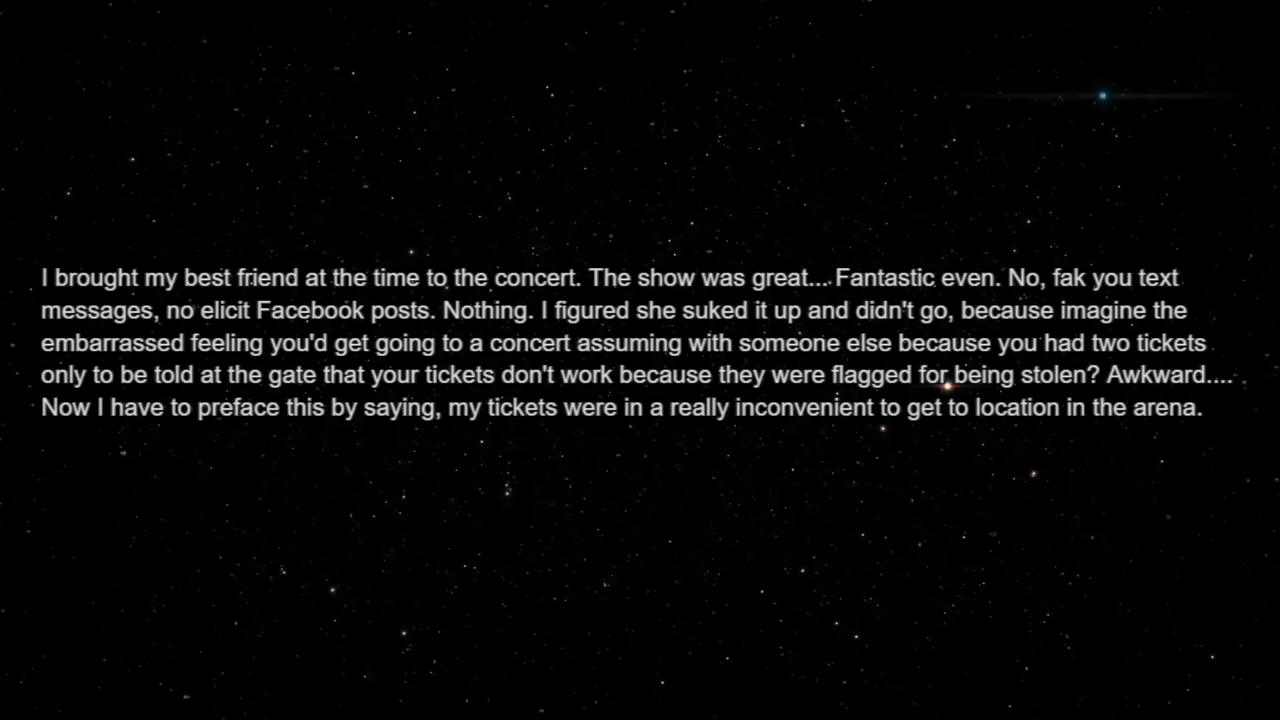 I brought my best friend at the time to the concert. The show was great... Fantastic even. No, fak you text
messages, no elicit Facebook posts. Nothing. I figured she suked it up and didn't go, because imagine the
embarrassed feeling you'd get going to a concert assuming with someone else because you had two tickets
only to be told at the gate that your tickets don't work because they were flagged for being stolen? Awkward....
Now I have to preface this by saying, my tickets were in a really inconvenient to get to location in the arena.